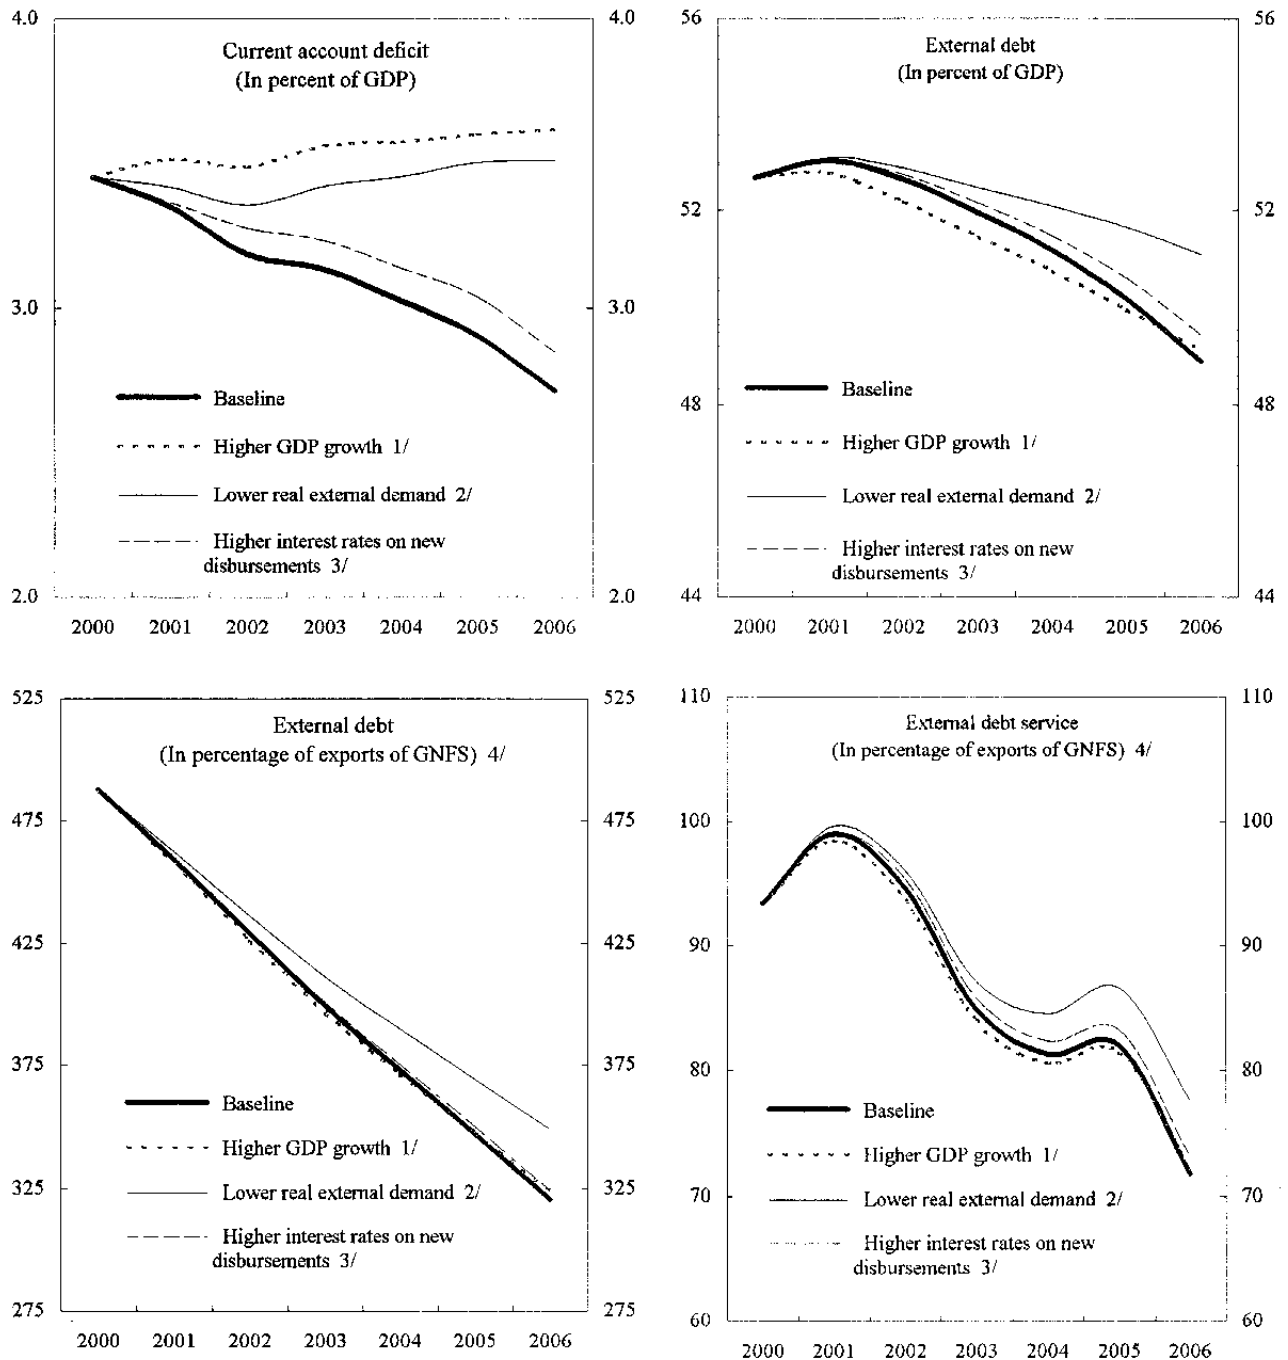 4.0
4.0
Current account deficit
(In percent of GDP)
3.0
3.0
Baseline
Higher GDP growth 1/
Lower real external demand 2/
Higher interest rates on new
disbursements 3/
2.0
2.0
2000 2001 2002 2003 2004 2005 2006
56
56
External debt
(In percent of GDP)
52
52
Baseline
48
48
Higher GDP growth 1/
Lower real external demand 2/
Higher interest rates on new
disbursements 3/
44
44
2000 2001 2002 2003 2004 2005 2006
525
525
External debt
(In percentage of exports of GNFS) 4/
475
475
425
425
375
375
Baseline
Higher GDP growth 1/
325
325
Lower real external demand 2/
Higher interest rates on new
disbursements 3/
275
275
2000 2001 2002 2003 2004 2005 2006
110
110
External debt service
(In percentage of exports of GNFS) 4/
100
100
90
90
80
80
Baseline
Higher GDP growth 1/
70
70
Lower real external demand 2/
Higher interest rates on new
disbursements 3/
60
60
2000 2001 2002 2003 2004 2005 2006